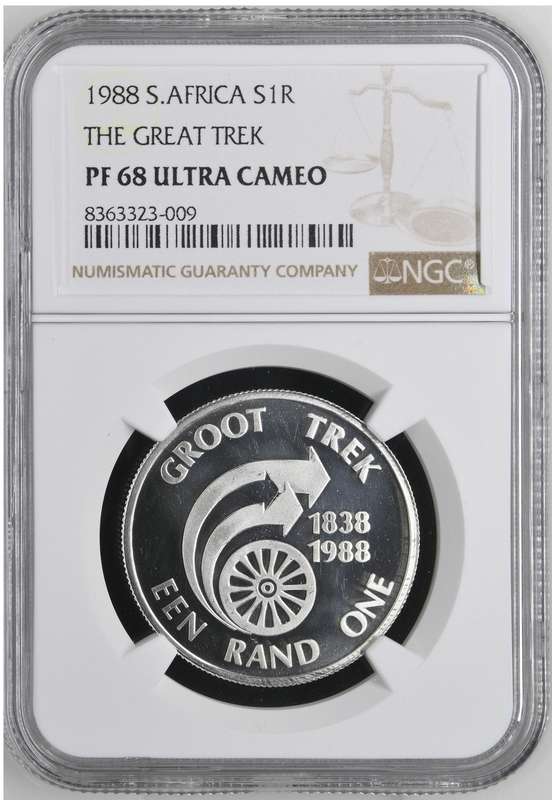 1988 S.AFRICA S1R
THE GREAT TREK
PF 68 ULTRA CAMEO
8363323-009
NUMISMATIC GUARANTY COMPANY
NGC®
GROOT TREK
1838
1988
EEN RAND ONE